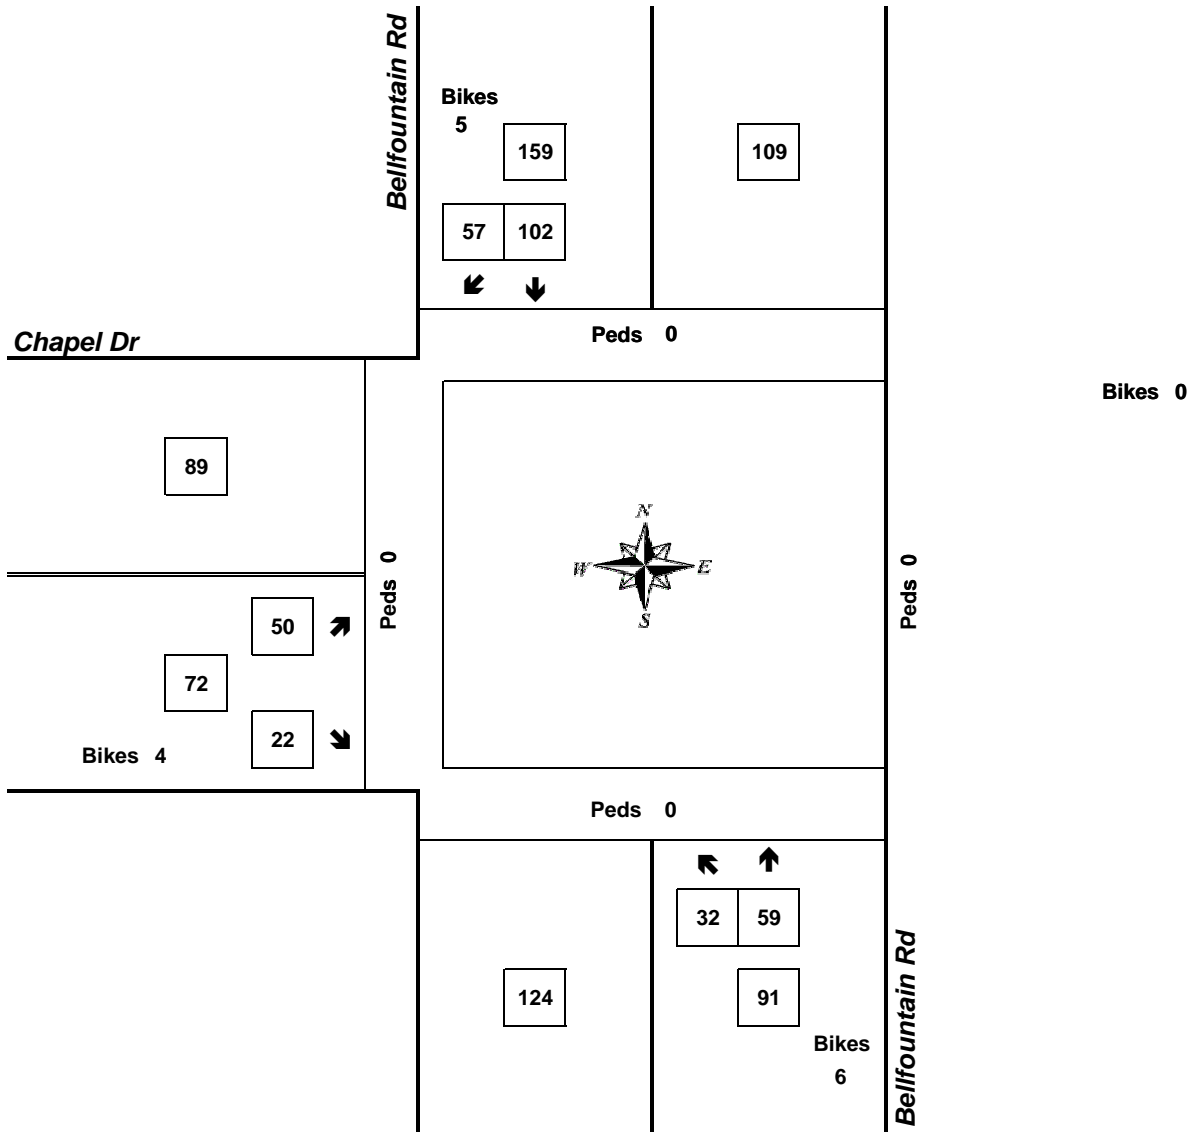 Bellfountain Rd
Bikes
5
159
109
57 102
Chapel Dr
Peds 0
Bikes 0
89
N
W E
S
Peds 0
Peds 0
50
72
22
Bikes 4
Peds 0
32 59
124
91
Bikes
6
Bellfountain Rd